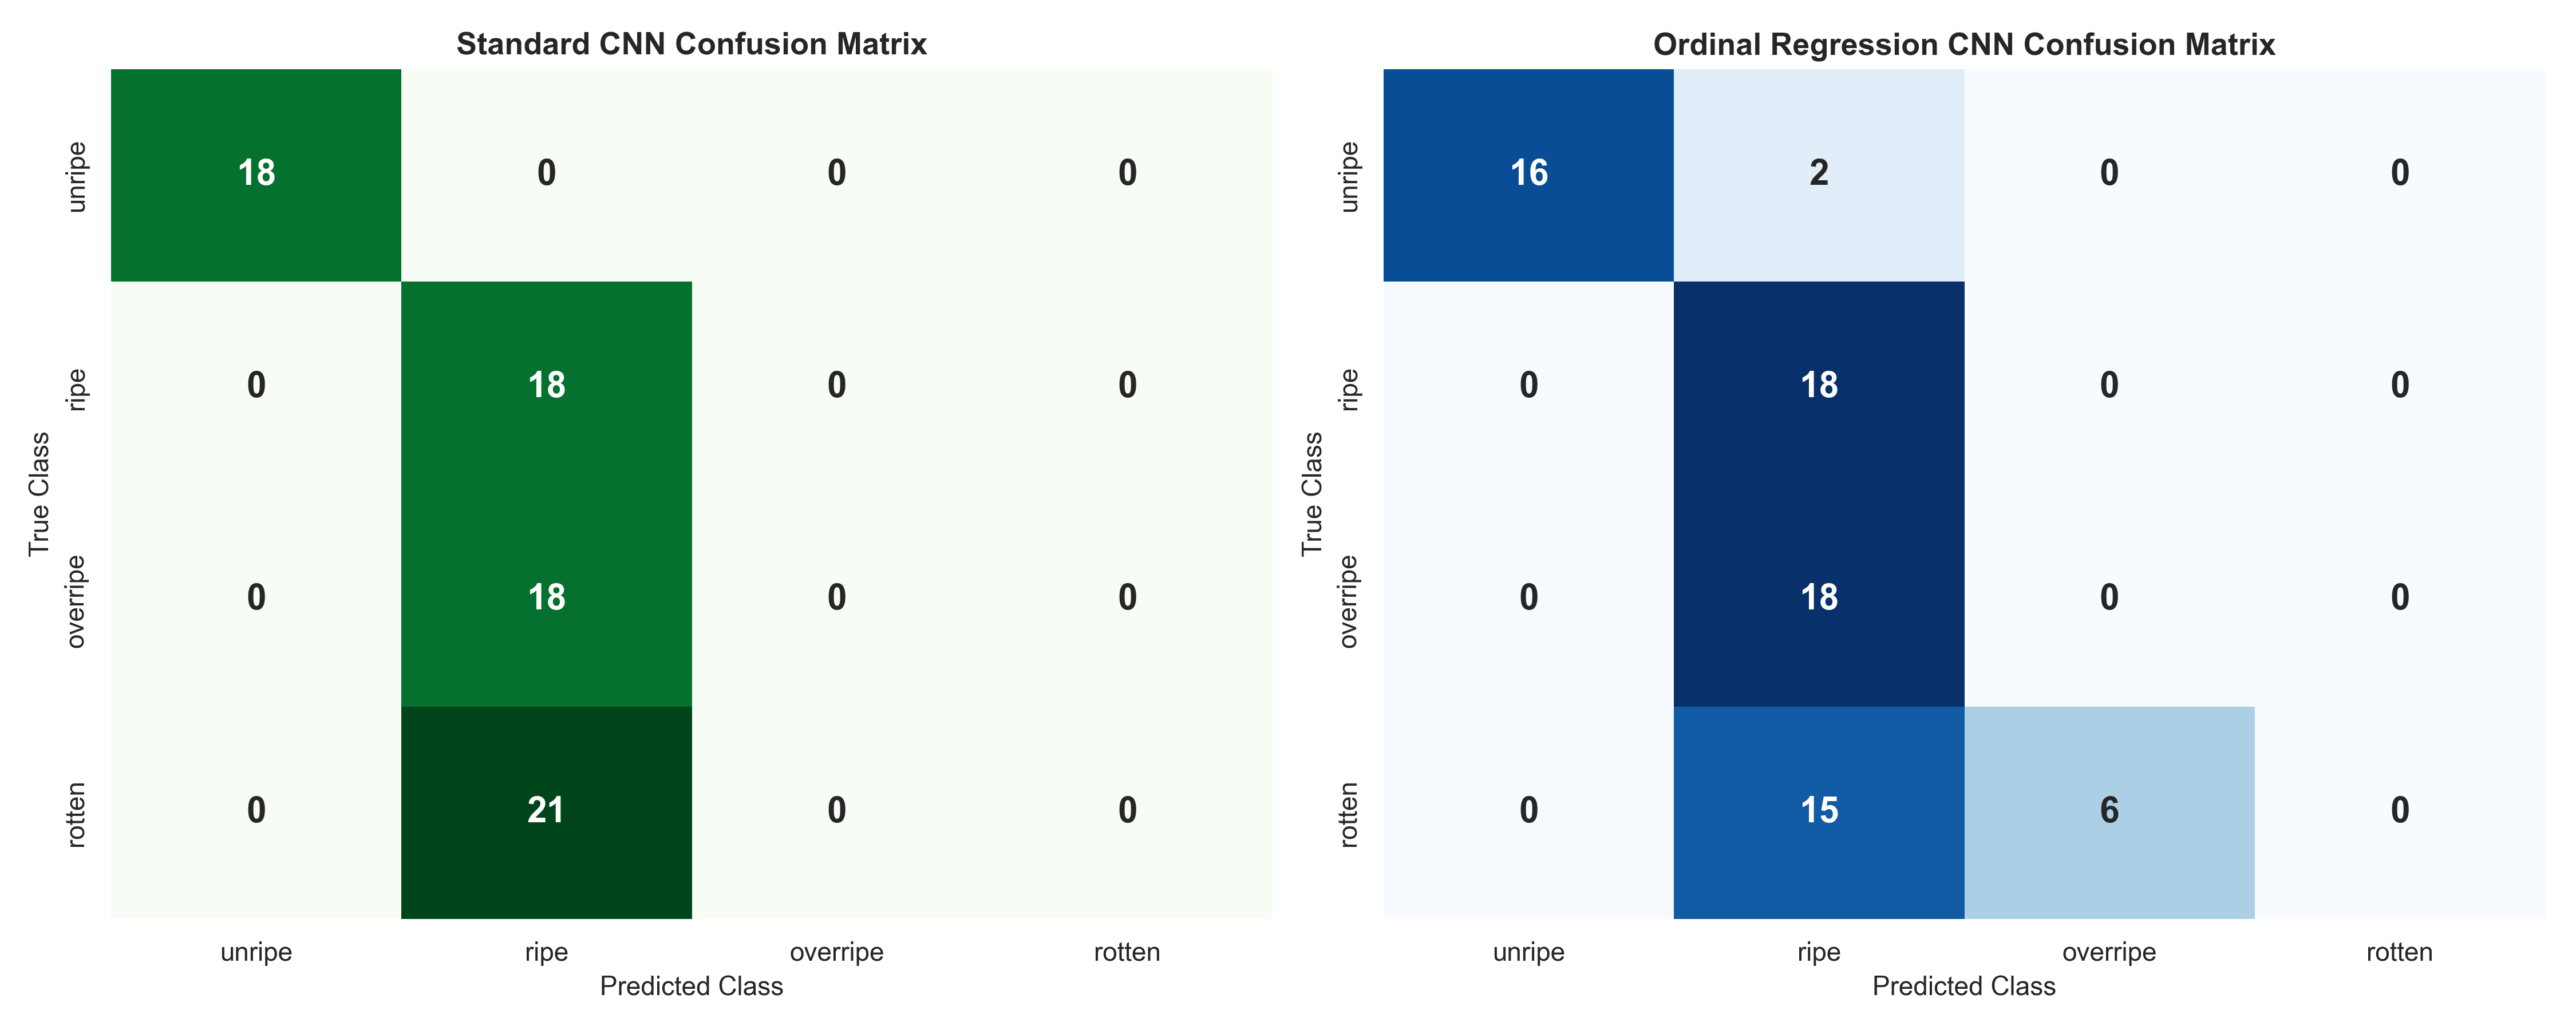 Standard CNN Confusion Matrix
True Class
unripe
18 0 0 0
ripe
0 18 0 0
overripe
0 18 0 0
rotten
0 21 0 0
unripe ripe overripe rotten
Predicted Class
Ordinal Regression CNN Confusion Matrix
True Class
unripe
16 2 0 0
ripe
0 18 0 0
overripe
0 18 0 0
rotten
0 15 6 0
unripe ripe overripe rotten
Predicted Class